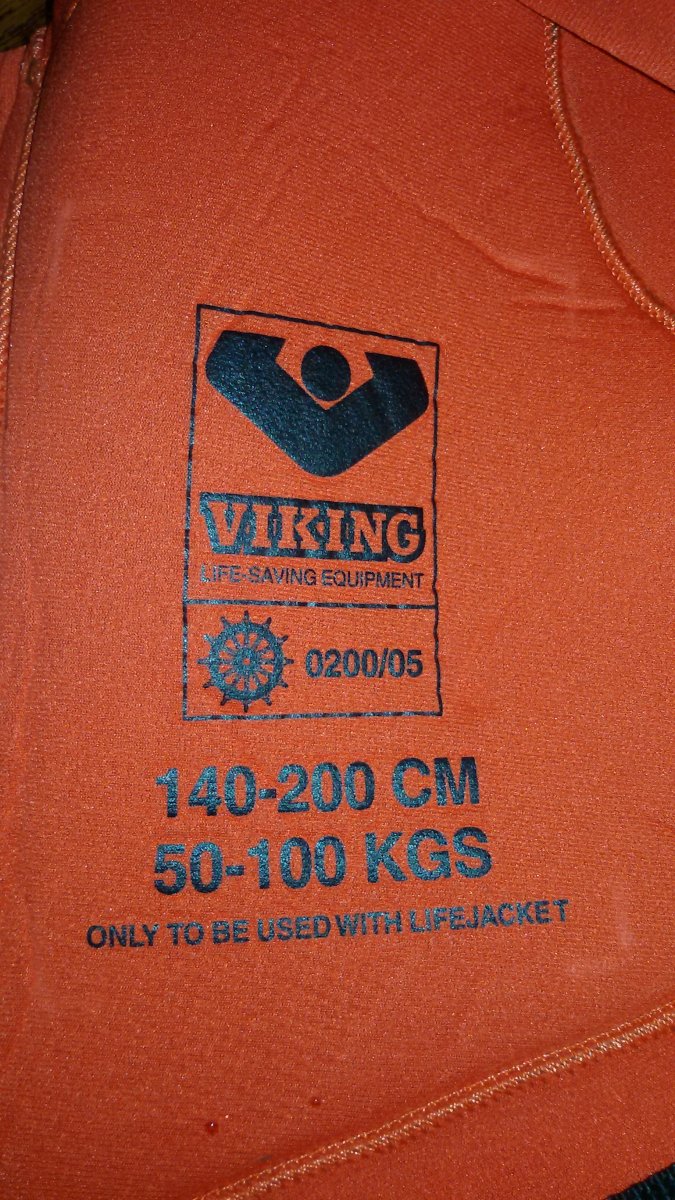 VIKING
LIFE-SAVING EQUIPMENT
0200/05
140-200 CM
50-100 KGS
ONLY TO BE USED WITH LIFEJACKET